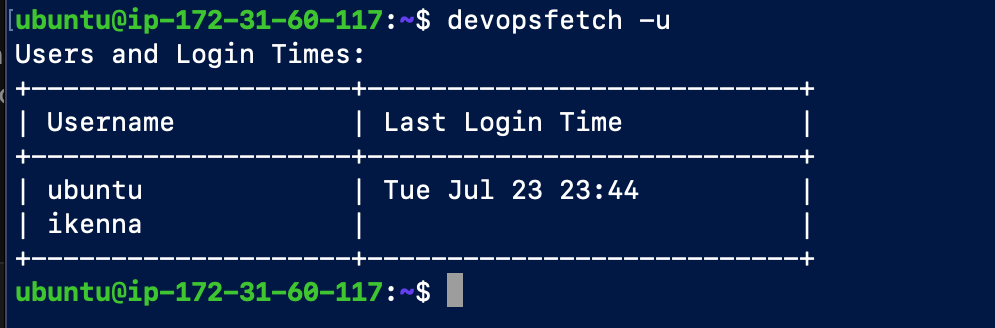 [ubuntu@ip-172-31-60-117:~$ devopsfetch -u
Users and Login Times:
+--------------------+---------------------------+
| Username           | Last Login Time           |
+--------------------+---------------------------+
| ubuntu             | Tue Jul 23 23:44          |
| ikenna             |                           |
+--------------------+---------------------------+
ubuntu@ip-172-31-60-117:~$